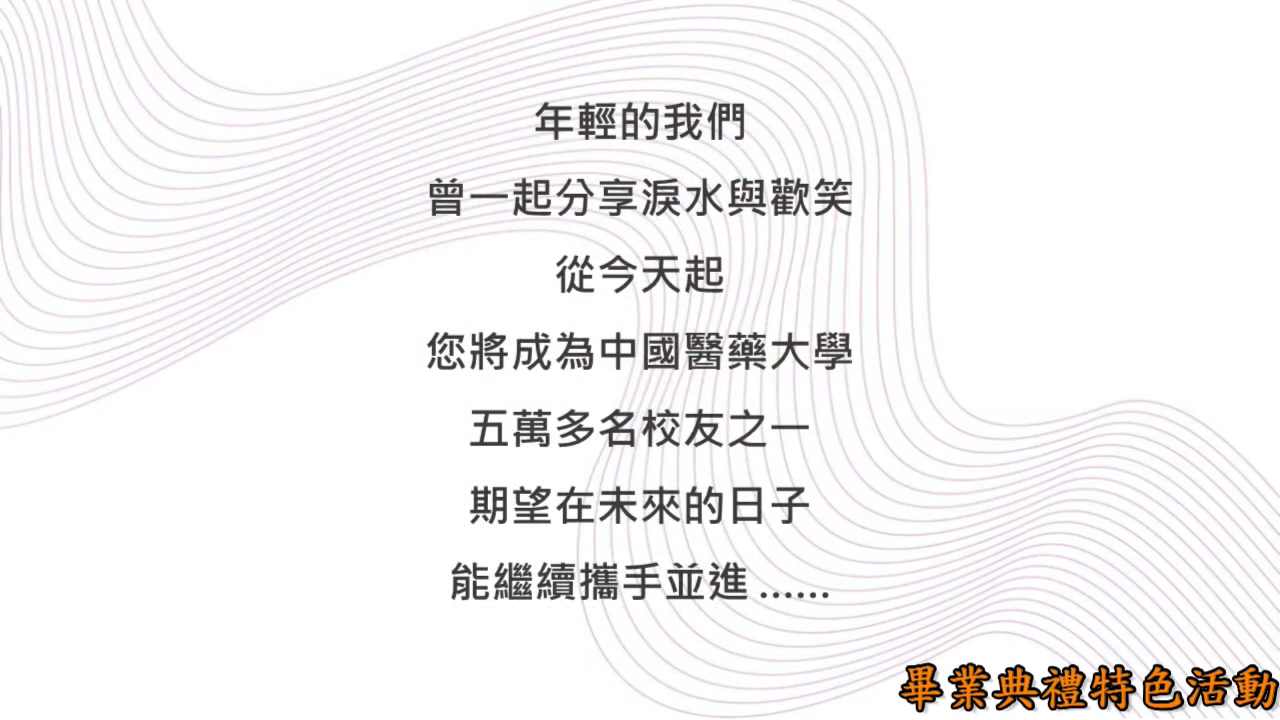 年輕的我們
曾一起分享淚水與歡笑
從今天起
您將成為中國醫藥大學
五萬多名校友之一
期望在未來的日子
能繼續攜手並進......
畢業典禮特色活動